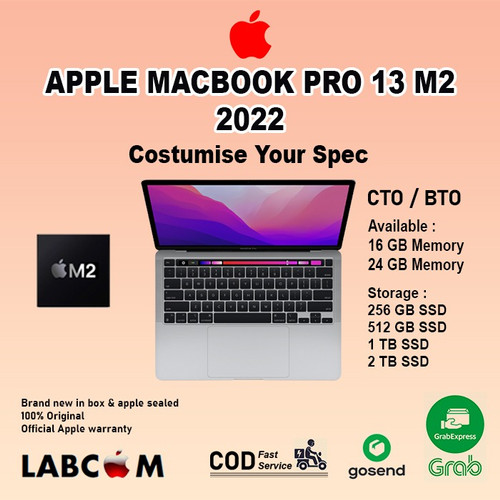 APPLE MACBOOK PRO 13 M2
2022
Costumise Your Spec
CTO / BTO
Available :
16 GB Memory
24 GB Memory
M2
Storage :
256 GB SSD
512 GB SSD
1 TB SSD
2 TB SSD
Brand new in box & apple sealed
100% Original
Official Apple warranty
LABCOM
COD Fast Service
gosend
GrabExpress
Grab